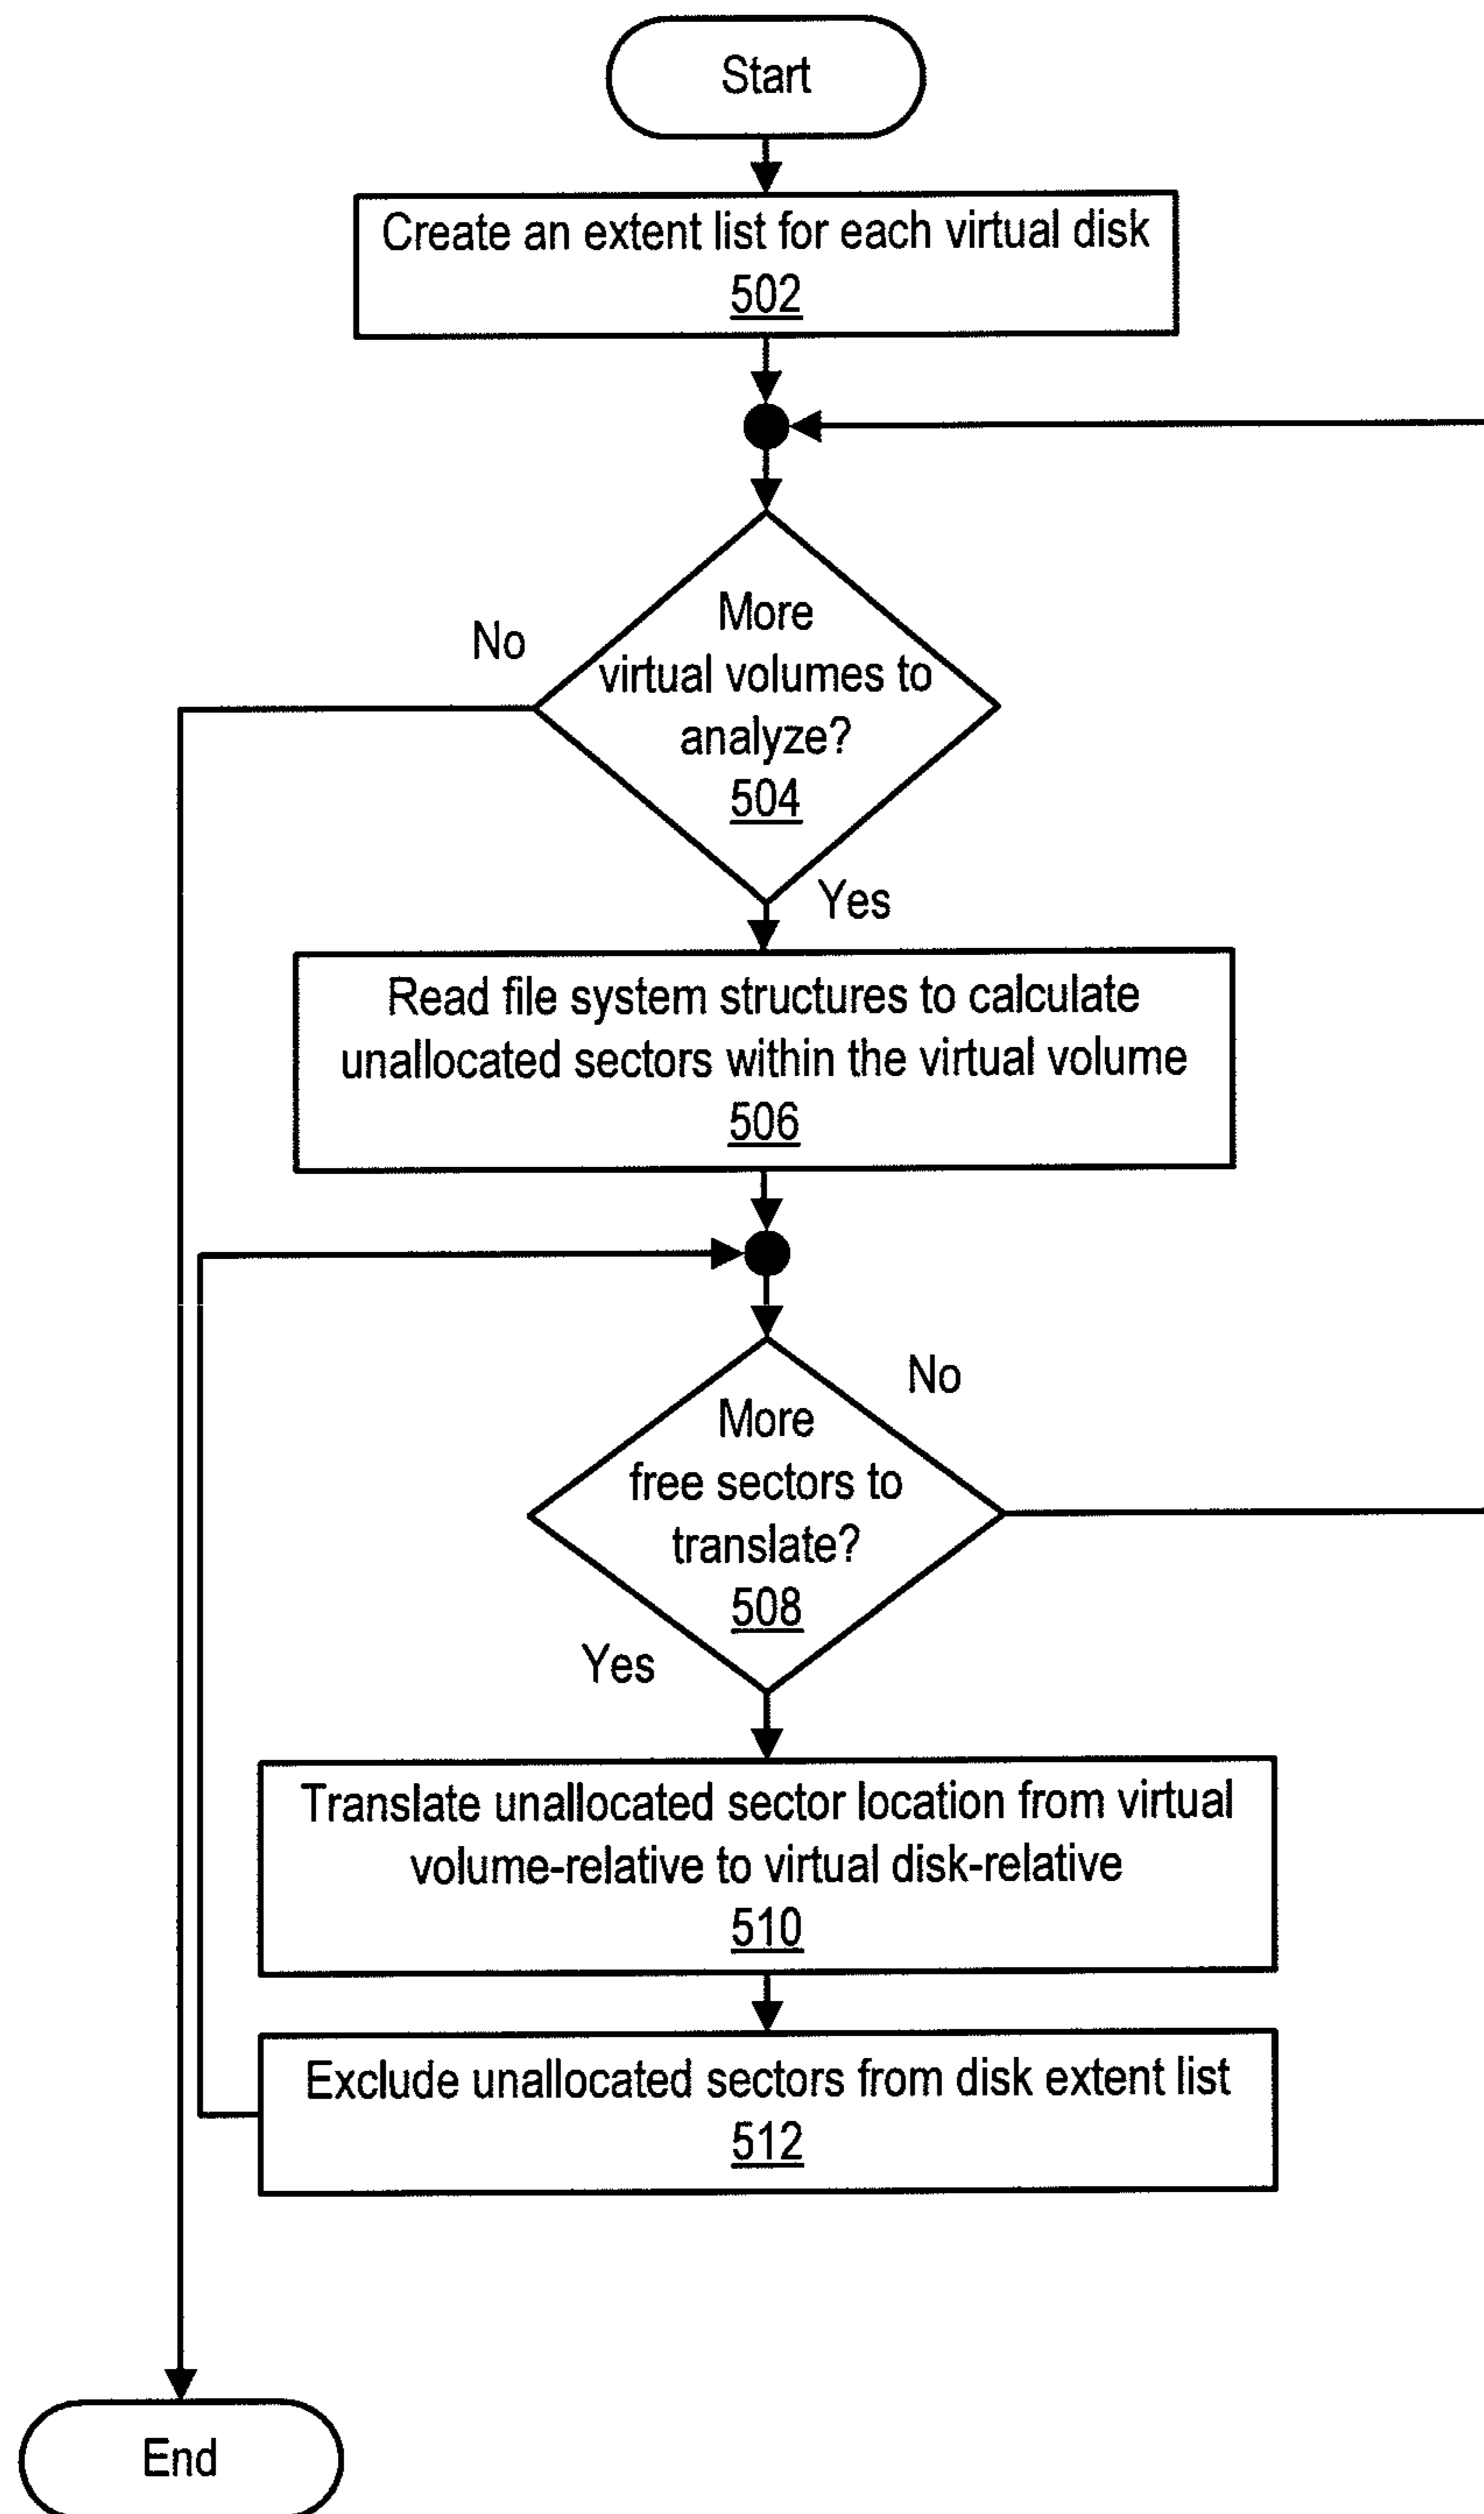 Start
Create an extent list for each virtual disk
502
More
virtual volumes to
analyze?
504
No
Yes
Read file system structures to calculate
unallocated sectors within the virtual volume
506
More
free sectors to
translate?
508
No
Yes
Translate unallocated sector location from virtual
volume-relative to virtual disk-relative
510
Exclude unallocated sectors from disk extent list
512
End